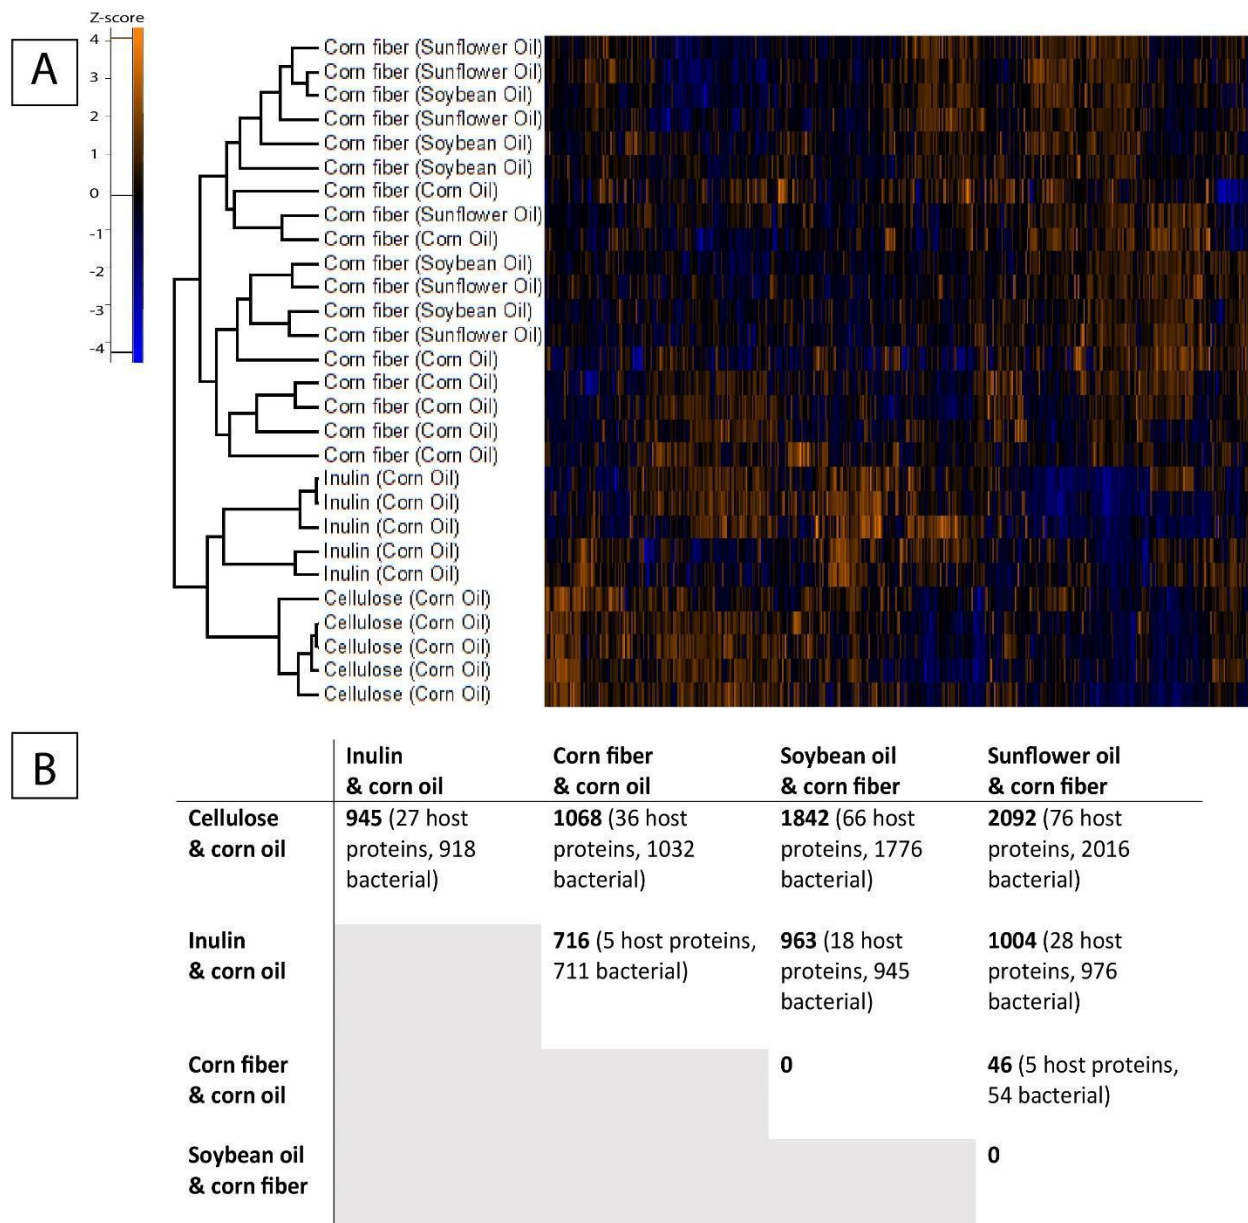 Z-score
A
4
3
2
1
0
-1
-2
-3
-4
Corn fiber (Sunflower Oil)
Corn fiber (Sunflower Oil)
Corn fiber (Soybean Oil)
Corn fiber (Sunflower Oil)
Corn fiber (Soybean Oil)
Corn fiber (Soybean Oil)
Corn fiber (Corn Oil)
Corn fiber (Sunflower Oil)
Corn fiber (Corn Oil)
Corn fiber (Soybean Oil)
Corn fiber (Sunflower Oil)
Corn fiber (Soybean Oil)
Corn fiber (Sunflower Oil)
Corn fiber (Corn Oil)
Corn fiber (Corn Oil)
Corn fiber (Corn Oil)
Corn fiber (Corn Oil)
Corn fiber (Corn Oil)
Inulin (Corn Oil)
Inulin (Corn Oil)
Inulin (Corn Oil)
Inulin (Corn Oil)
Inulin (Corn Oil)
Cellulose (Corn Oil)
Cellulose (Corn Oil)
Cellulose (Corn Oil)
Cellulose (Corn Oil)
Cellulose (Corn Oil)
B
Inulin
& corn oil
Corn fiber
& corn oil
Soybean oil
& corn fiber
Sunflower oil
& corn fiber
Cellulose
& corn oil
945 (27 host
proteins, 918
bacterial)
1068 (36 host
proteins, 1032
bacterial)
1842 (66 host
proteins, 1776
bacterial)
2092 (76 host
proteins, 2016
bacterial)
Inulin
& corn oil
716 (5 host proteins,
711 bacterial)
963 (18 host
proteins, 945
bacterial)
1004 (28 host
proteins, 976
bacterial)
Corn fiber
& corn oil
0
46 (5 host proteins,
54 bacterial)
Soybean oil
& corn fiber
0